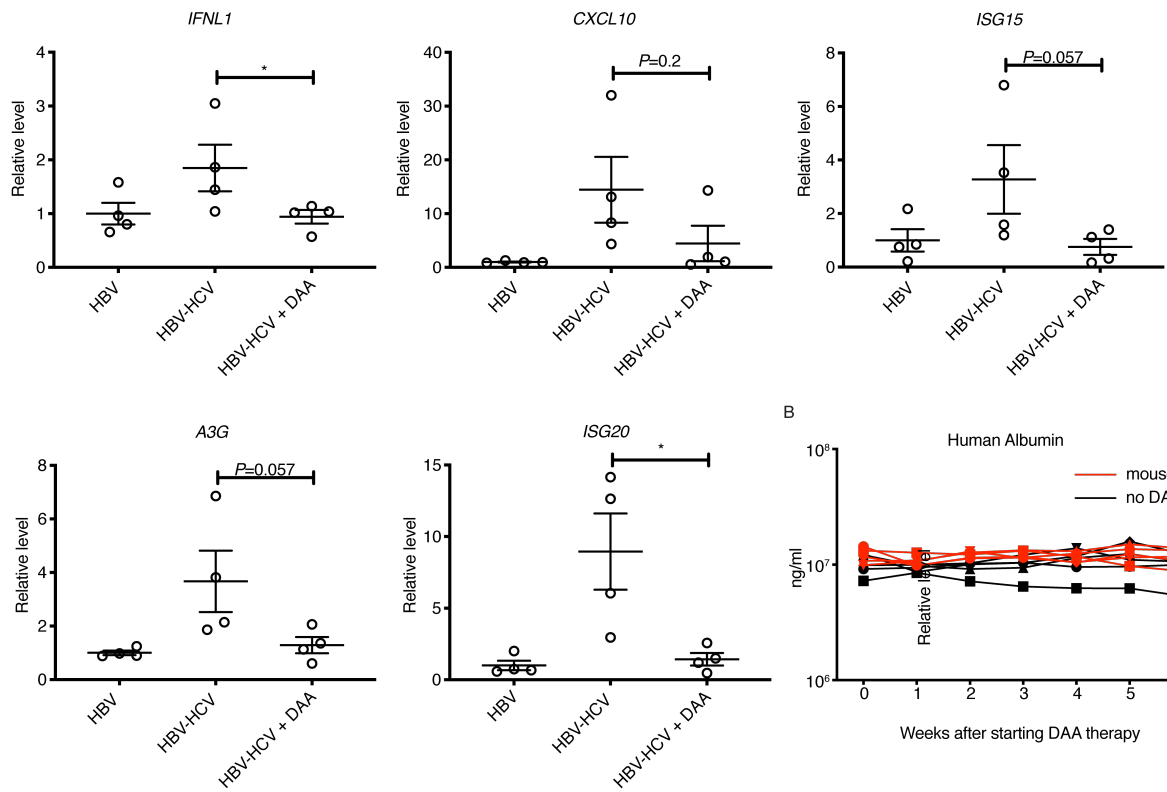 IFNL1
4
3
2
1
0
Relative level
*
HBV
HBV-HCV
HBV-HCV + DAA
CXCL10
40
30
20
10
0
Relative level
P=0.2
HBV
HBV-HCV
HBV-HCV + DAA
ISG15
8
6
4
2
0
Relative level
P=0.057
HBV
HBV-HCV
HBV-HCV + DAA
A3G
8
6
4
2
0
Relative level
P=0.057
HBV
HBV-HCV
HBV-HCV + DAA
ISG20
15
10
5
0
Relative level
*
HBV
HBV-HCV
HBV-HCV + DAA
B
Human Albumin
10⁸
10⁷
10⁶
ng/ml
Relative level
mous
no DA
0 1 2 3 4 5
Weeks after starting DAA therapy